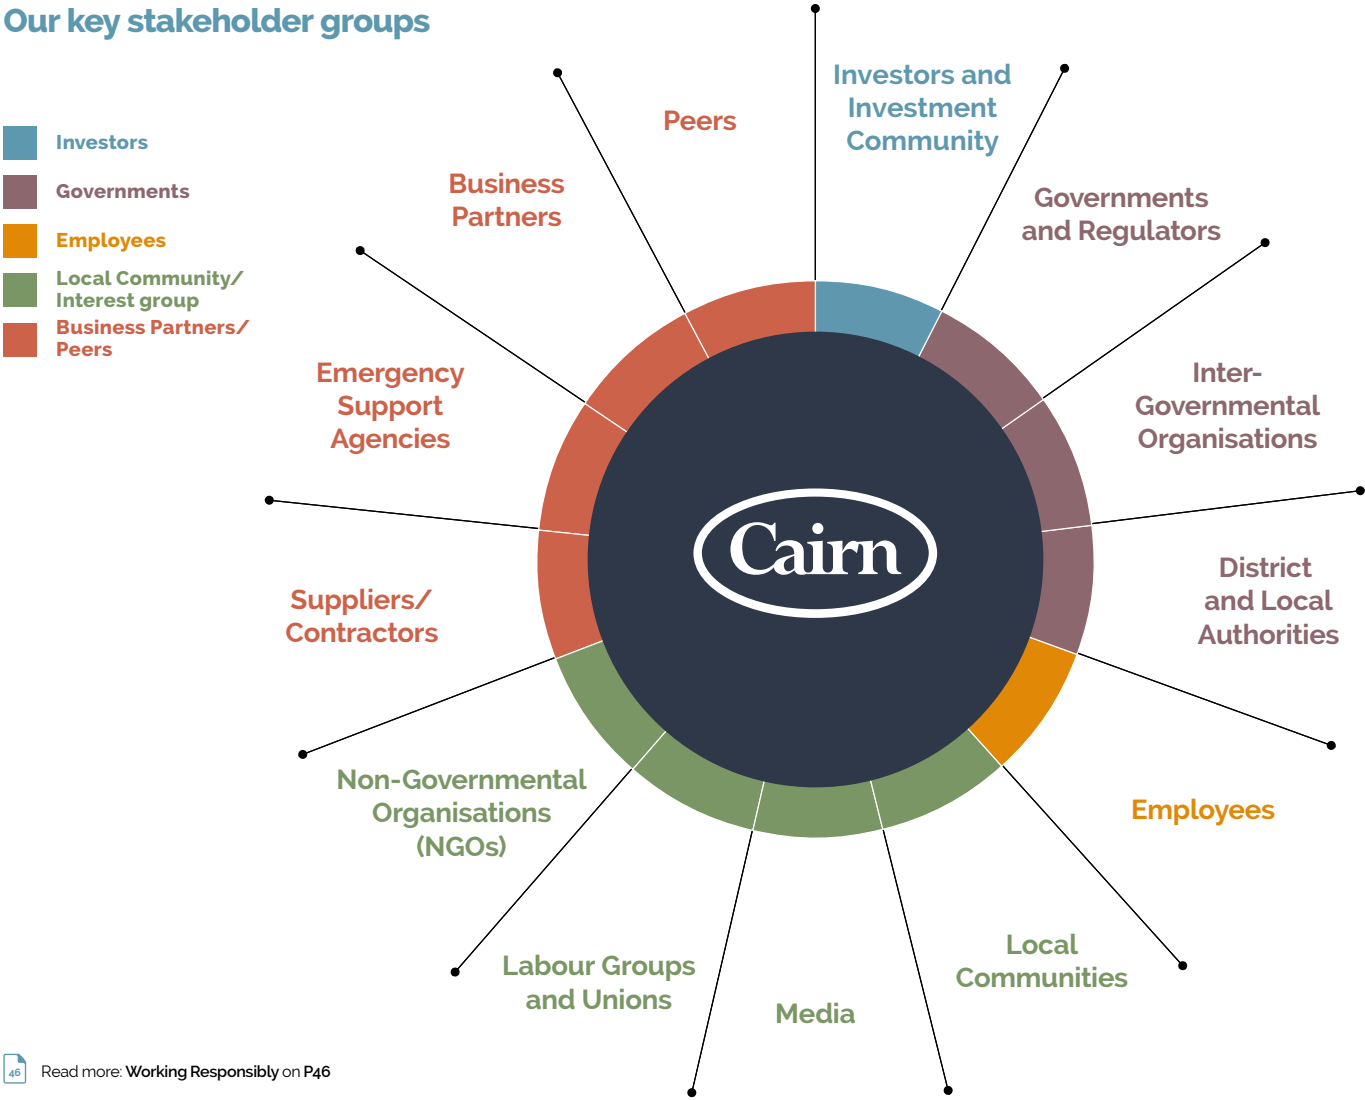 Our key stakeholder groups
Investors
Governments
Employees
Local Community/
Interest group
Business Partners/
Peers
Investors and
Investment
Community
Governments
and Regulators
Inter-
Governmental
Organisations
District
and Local
Authorities
Employees
Local
Communities
Media
Labour Groups
and Unions
Non-Governmental
Organisations
(NGOs)
Suppliers/
Contractors
Emergency
Support
Agencies
Business
Partners
Peers
Cairn
46
Read more: Working Responsibly on P46